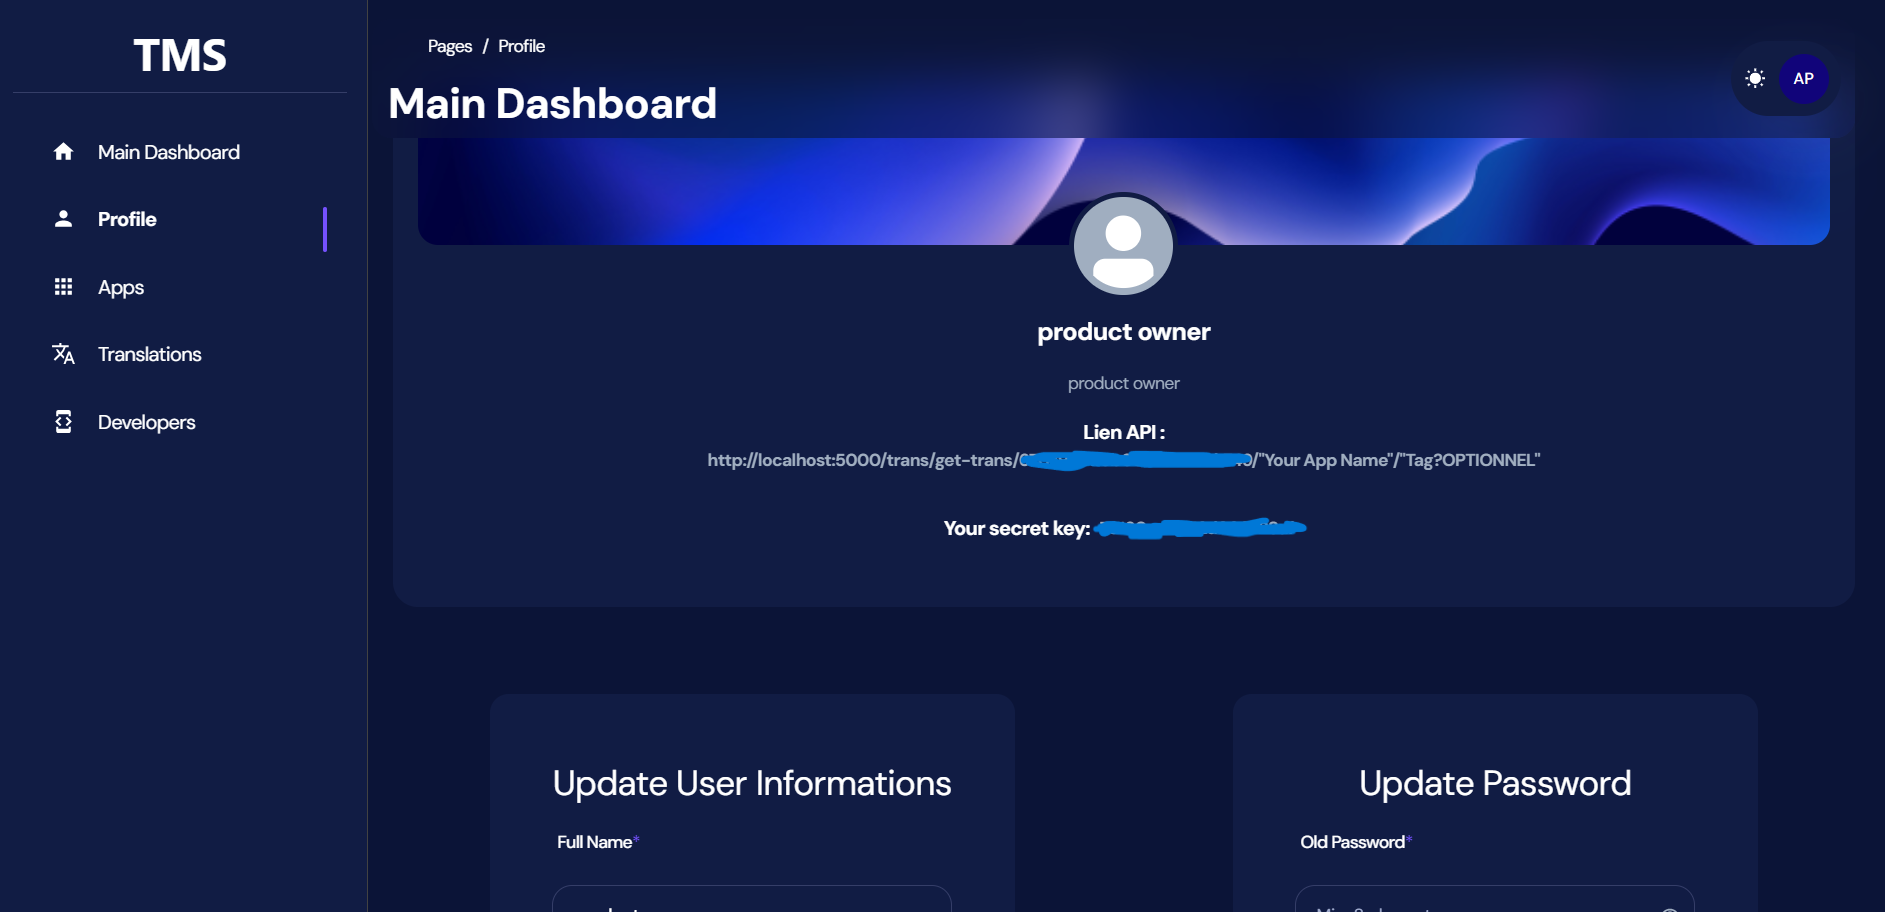 TMS
Main Dashboard
Profile
Apps
Translations
Developers
Pages / Profile
Main Dashboard
AP
product owner
product owner
Lien API :
http://localhost:5000/trans/get-trans/ /"Your App Name"/"Tag?OPTIONNEL"
Your secret key:
Update User Informations
Full Name*
Update Password
Old Password*